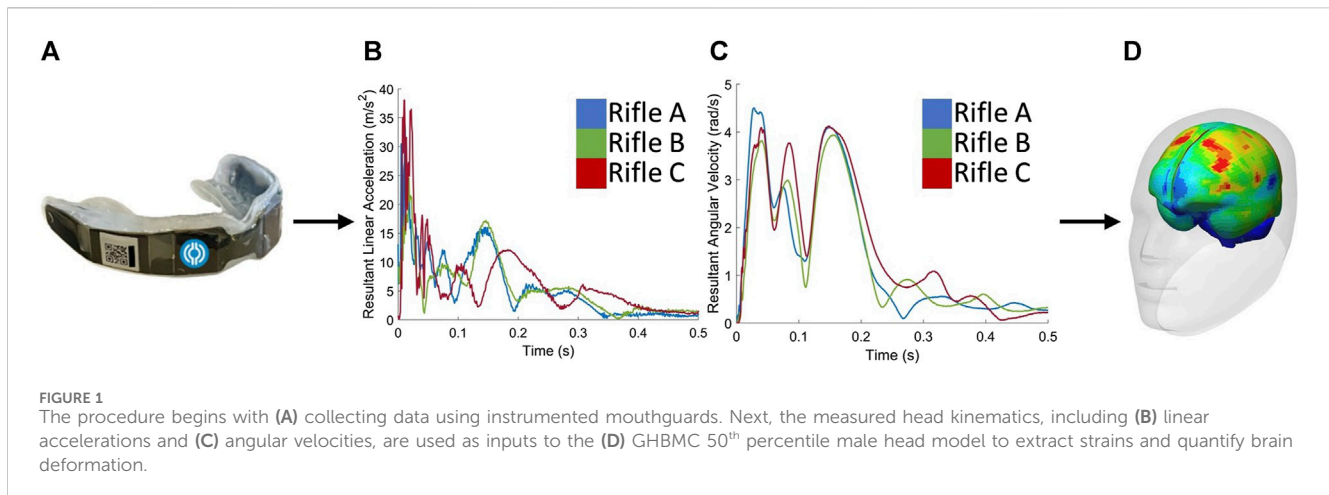 A
B
C
D
Resultant Linear Acceleration (m/s²)
40
35
30
25
20
15
10
5
0
0
0.1
0.2
0.3
0.4
0.5
Time (s)
Rifle A
Rifle B
Rifle C
Resultant Angular Velocity (rad/s)
5
4
3
2
1
0
0
0.1
0.2
0.3
0.4
0.5
Time (s)
Rifle A
Rifle B
Rifle C
FIGURE 1
The procedure begins with (A) collecting data using instrumented mouthguards. Next, the measured head kinematics, including (B) linear
accelerations and (C) angular velocities, are used as inputs to the (D) GHBMC 50th percentile male head model to extract strains and quantify brain
deformation.